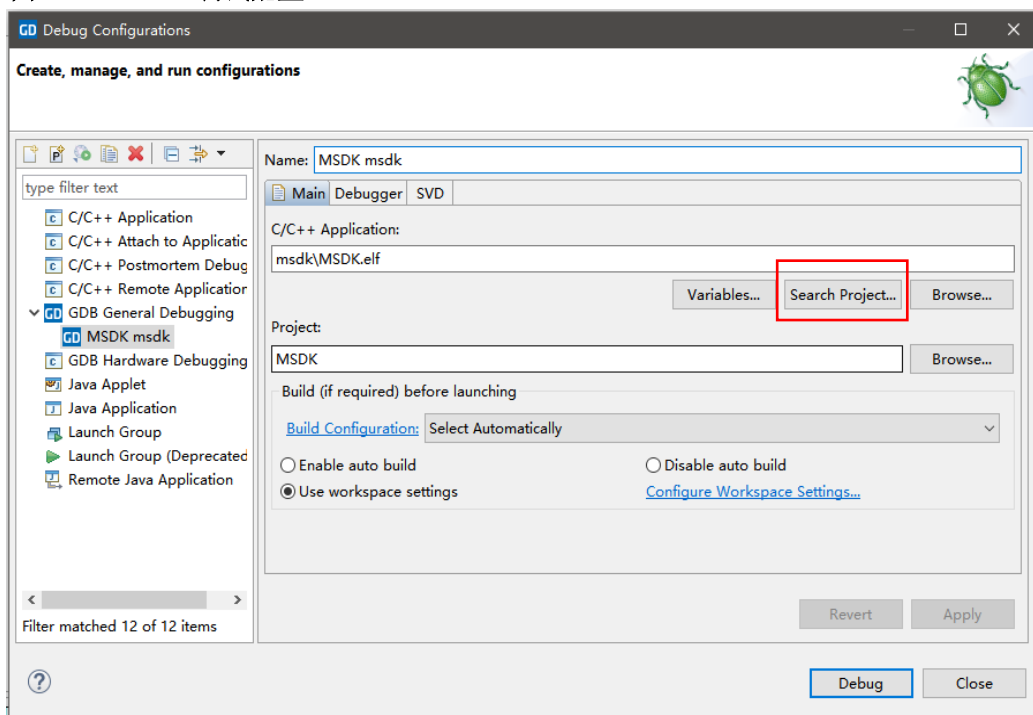 GD Debug Configurations
Create, manage, and run configurations
type filter text
C/C++ Application
C/C++ Attach to Applicatic
C/C++ Postmortem Debug
C/C++ Remote Application
GD GDB General Debugging
GD MSDK msdk
GDB Hardware Debugging
Java Applet
Java Application
Launch Group
Launch Group (Deprecated
Remote Java Application
Filter matched 12 of 12 items
Name: MSDK msdk
Main Debugger SVD
C/C++ Application:
msdk\MSDK.elf
Variables... Search Project... Browse...
Project:
MSDK Browse...
Build (if required) before launching
Build Configuration: Select Automatically
Enable auto build Disable auto build
Use workspace settings Configure Workspace Settings...
Revert Apply
Debug Close